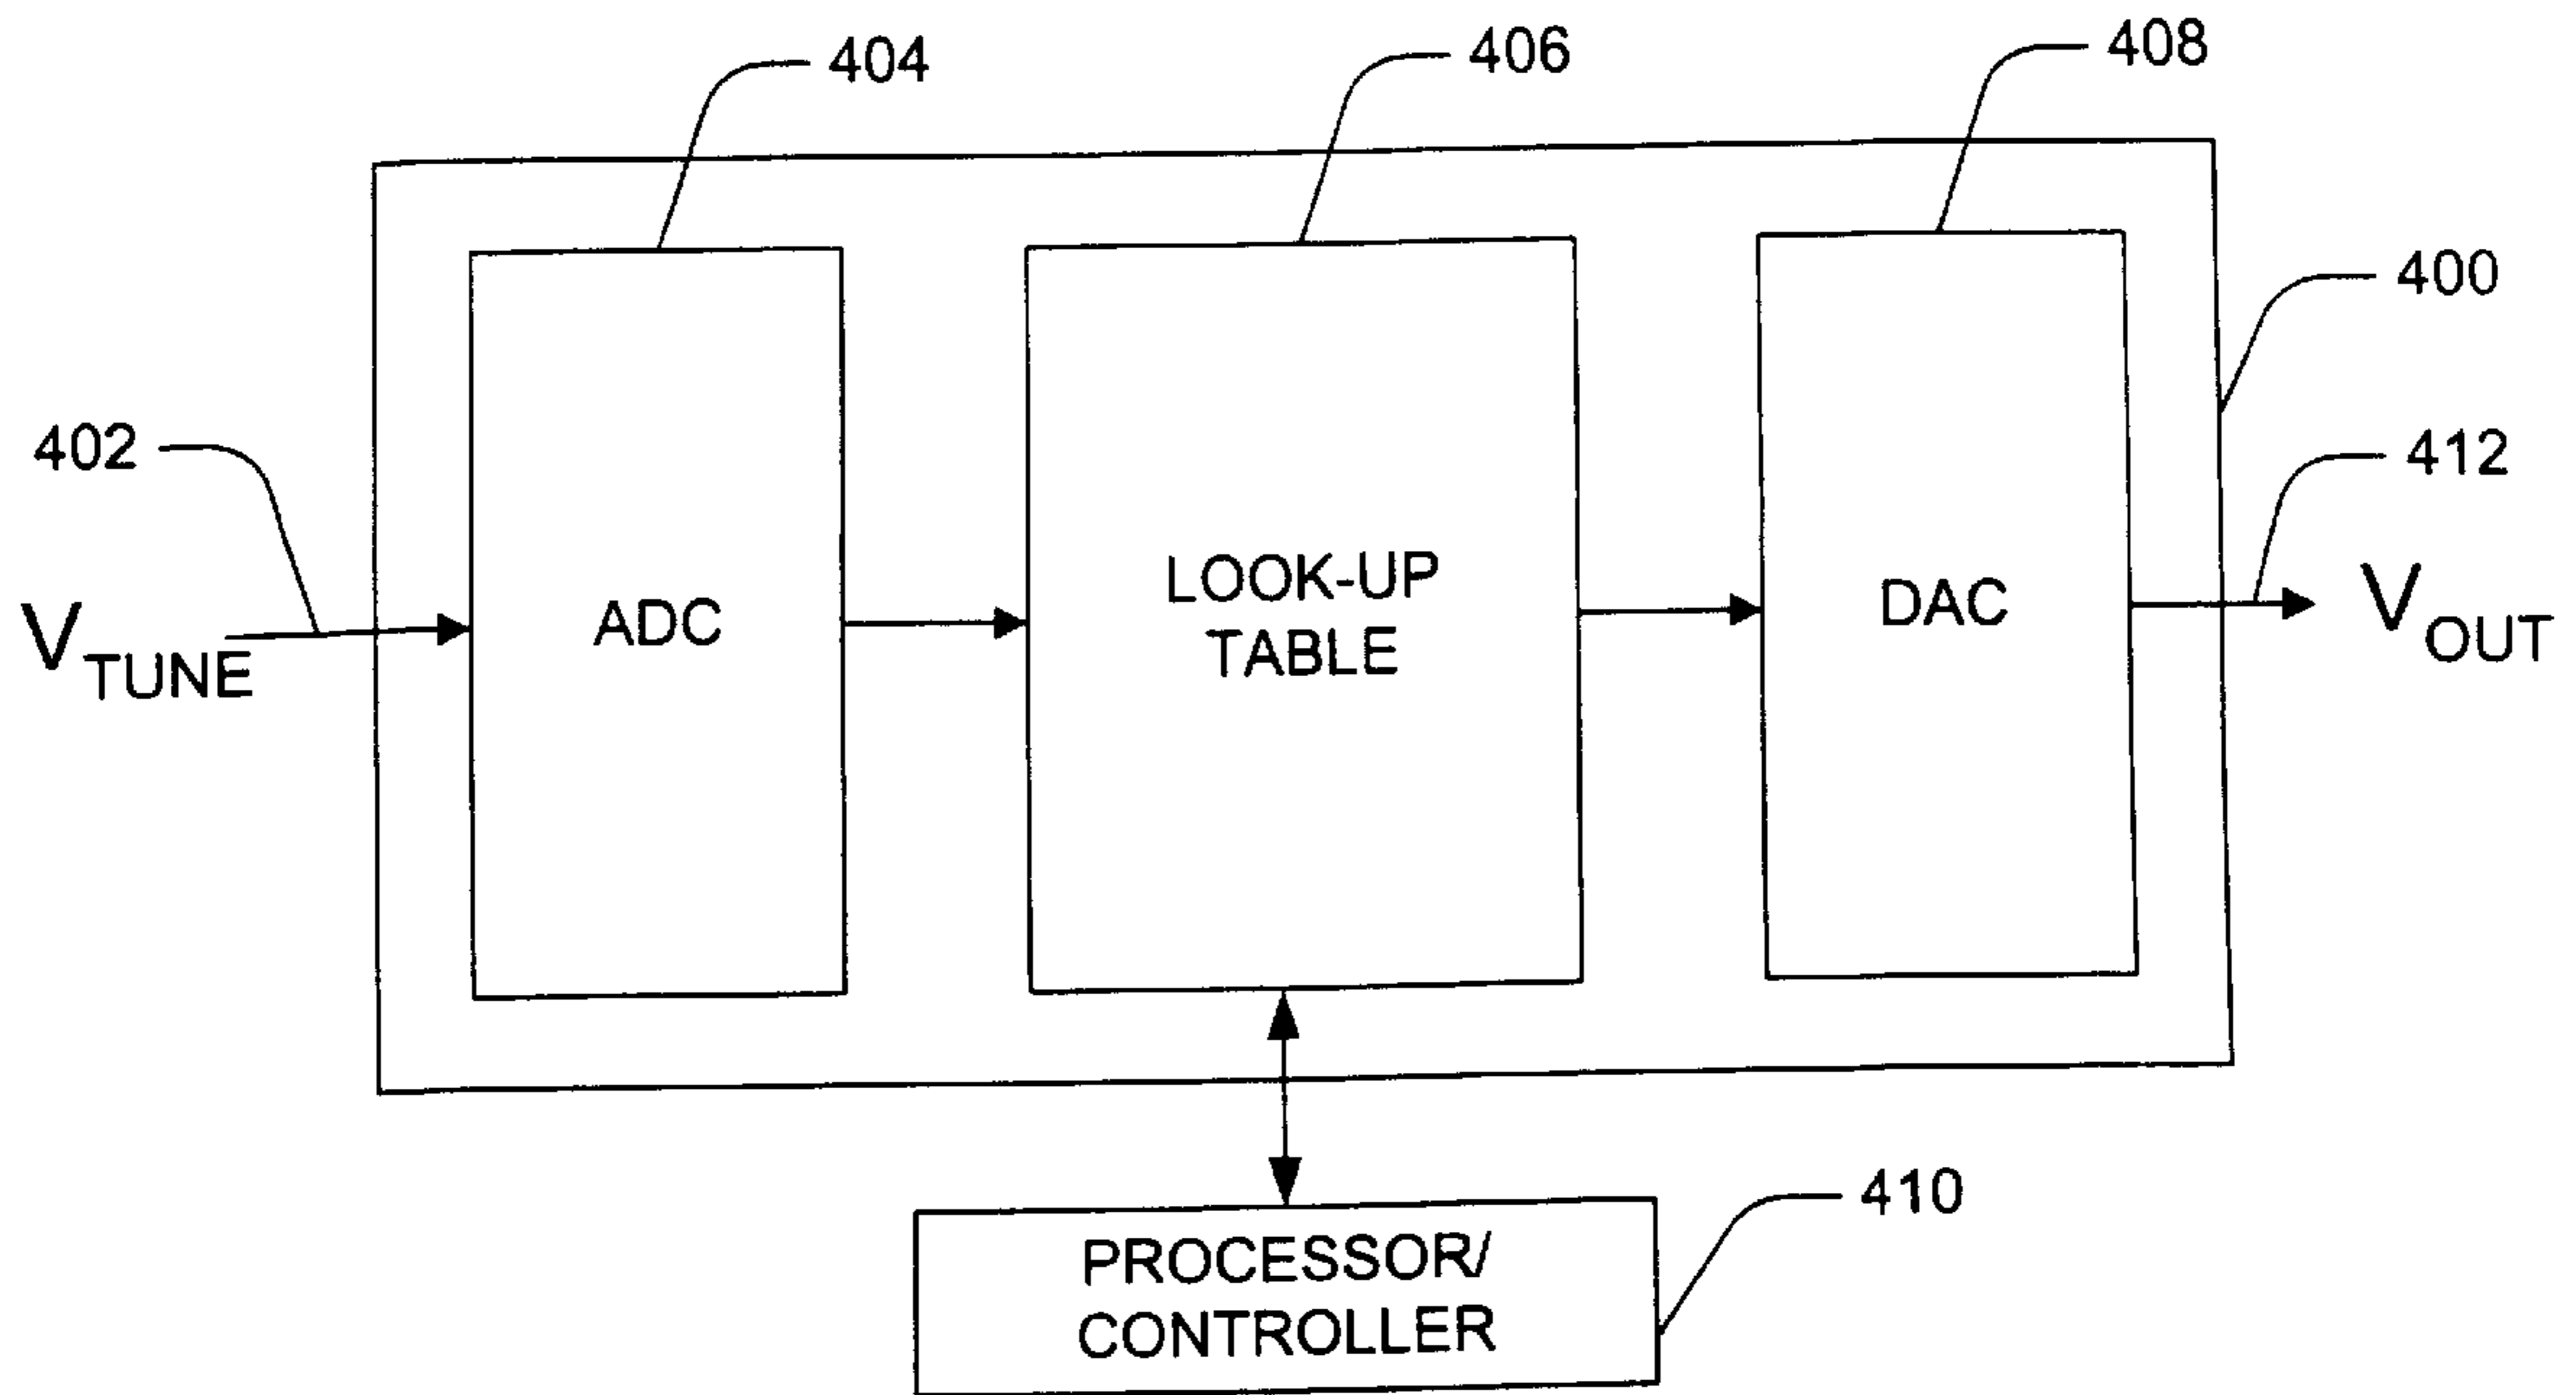 404
406
408
400
402
412
V TUNE
ADC
LOOK-UP
TABLE
DAC
V OUT
410
PROCESSOR/
CONTROLLER